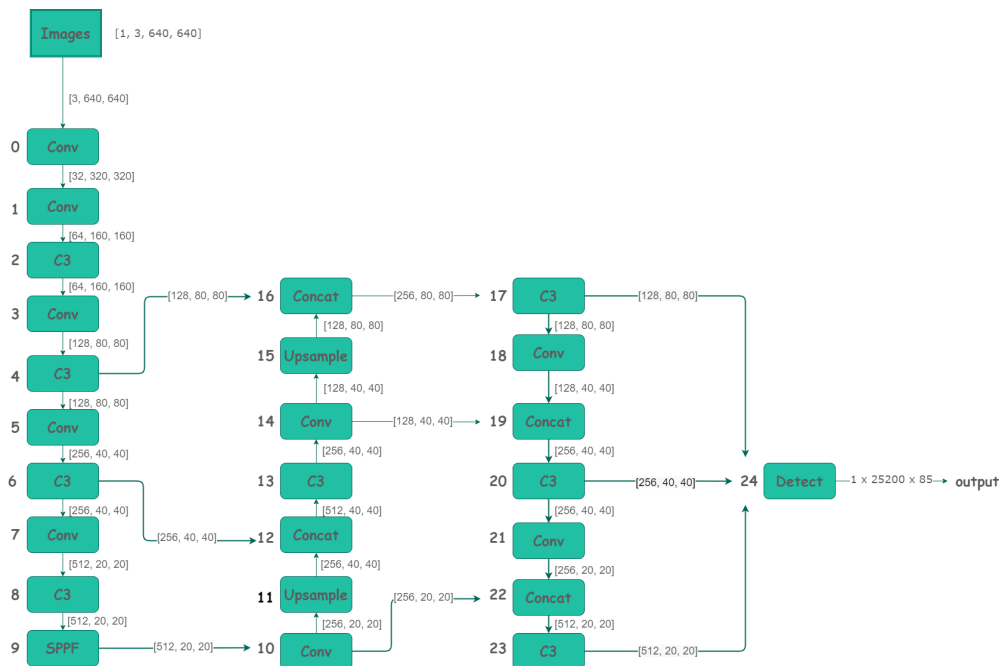 Images [1, 3, 640, 640]
[3, 640, 640]
0 Conv
[32, 320, 320]
1 Conv
[64, 160, 160]
2 C3
[64, 160, 160]
3 Conv
[128, 80, 80]
4 C3
[128, 80, 80]
5 Conv
[256, 40, 40]
6 C3
[256, 40, 40]
7 Conv
[512, 20, 20]
8 C3
[512, 20, 20]
9 SPPF
[128, 80, 80]
[256, 40, 40]
[512, 20, 20]
16 Concat
[128, 80, 80]
15 Upsample
[128, 40, 40]
14 Conv
[256, 40, 40]
13 C3
[512, 40, 40]
12 Concat
[256, 40, 40]
11 Upsample
[256, 20, 20]
10 Conv
[256, 80, 80]
[128, 40, 40]
[256, 20, 20]
17 C3
[128, 80, 80]
18 Conv
[128, 40, 40]
19 Concat
[256, 40, 40]
20 C3
[256, 40, 40]
21 Conv
[256, 20, 20]
22 Concat
[512, 20, 20]
23 C3
[128, 80, 80]
[256, 40, 40]
[512, 20, 20]
24 Detect
1 x 25200 x 85
output